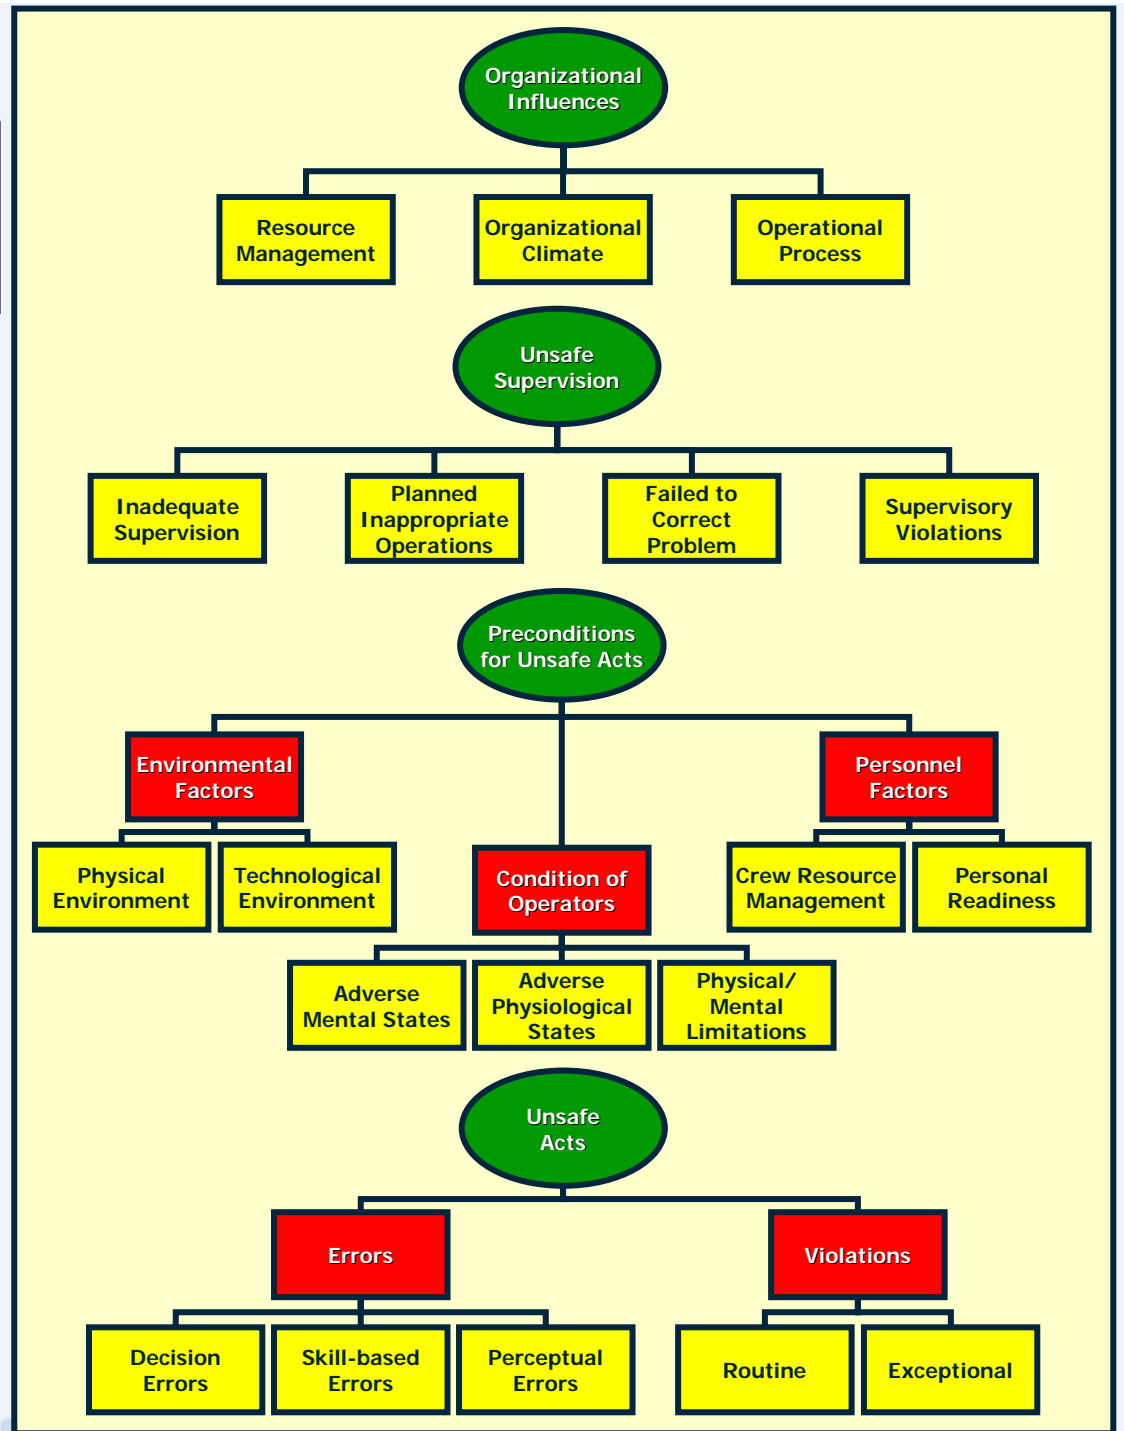 Organizational
Influences
Resource
Management
Organizational
Climate
Operational
Process
Unsafe
Supervision
Inadequate
Supervision
Planned
Inappropriate
Operations
Failed to
Correct
Problem
Supervisory
Violations
Preconditions
for Unsafe Acts
Environmental
Factors
Personnel
Factors
Physical
Environment
Technological
Environment
Condition of
Operators
Crew Resource
Management
Personal
Readiness
Adverse
Mental States
Adverse
Physiological
States
Physical/
Mental
Limitations
Unsafe
Acts
Errors
Violations
Decision
Errors
Skill-based
Errors
Perceptual
Errors
Routine
Exceptional